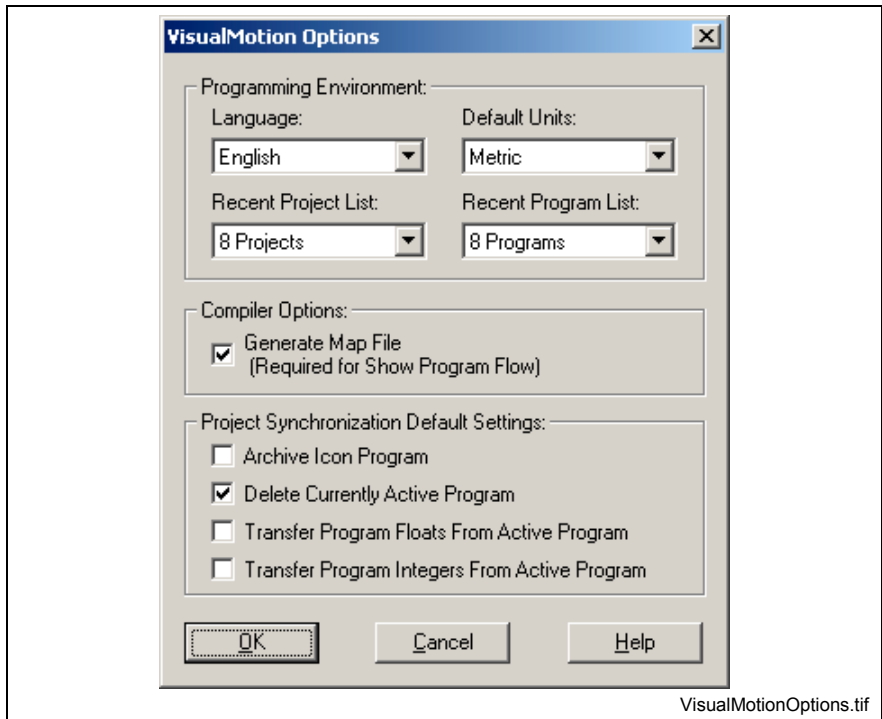 VisualMotion Options
Programming Environment:
Language: Default Units:
English Metric
Recent Project List: Recent Program List:
8 Projects 8 Programs
Compiler Options:
Generate Map File
(Required for Show Program Flow)
Project Synchronization Default Settings:
Archive Icon Program
Delete Currently Active Program
Transfer Program Floats From Active Program
Transfer Program Integers From Active Program
OK Cancel Help
VisualMotionOptions.tif